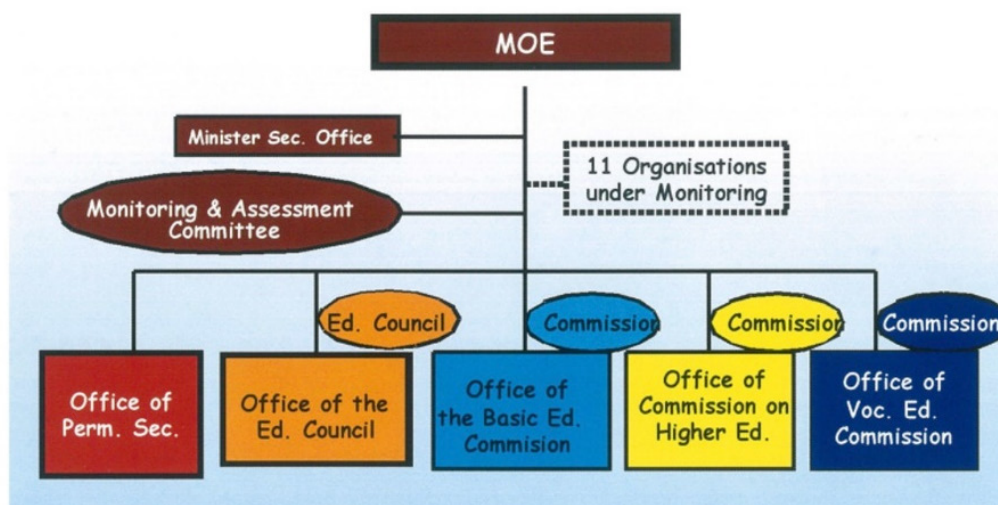 MOE
Minister Sec. Office
11 Organisations
under Monitoring
Monitoring & Assessment
Committee
Ed. Council
Commission
Commission
Commission
Office of
Perm. Sec.
Office of the
Ed. Council
Office of
the Basic Ed.
Commision
Office of
Commission on
Higher Ed.
Office of
Voc. Ed.
Commission